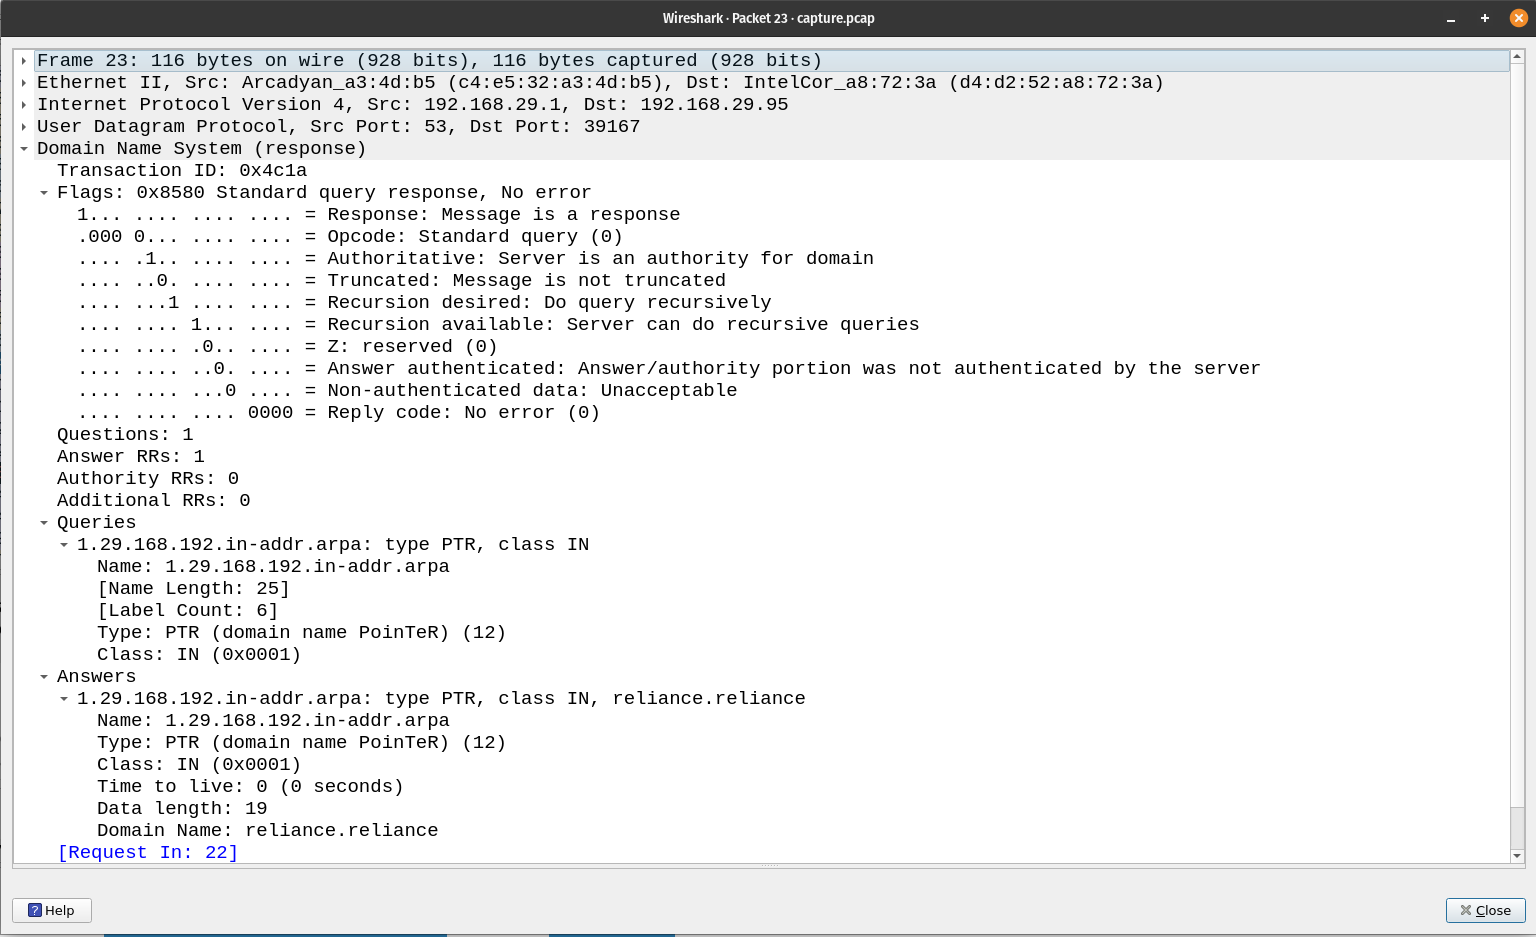 Wireshark · Packet 23 · capture.pcap
Frame 23: 116 bytes on wire (928 bits), 116 bytes captured (928 bits)
Ethernet II, Src: Arcadyan_a3:4d:b5 (c4:e5:32:a3:4d:b5), Dst: IntelCor_a8:72:3a (d4:d2:52:a8:72:3a)
Internet Protocol Version 4, Src: 192.168.29.1, Dst: 192.168.29.95
User Datagram Protocol, Src Port: 53, Dst Port: 39167
Domain Name System (response)
Transaction ID: 0x4c1a
Flags: 0x8580 Standard query response, No error
1... .... .... .... = Response: Message is a response
.000 0... .... .... = Opcode: Standard query (0)
.... .1.. .... .... = Authoritative: Server is an authority for domain
.... ..0. .... .... = Truncated: Message is not truncated
.... ...1 .... .... = Recursion desired: Do query recursively
.... .... 1... .... = Recursion available: Server can do recursive queries
.... .... .0.. .... = Z: reserved (0)
.... .... ..0. .... = Answer authenticated: Answer/authority portion was not authenticated by the server
.... .... ...0 .... = Non-authenticated data: Unacceptable
.... .... .... 0000 = Reply code: No error (0)
Questions: 1
Answer RRs: 1
Authority RRs: 0
Additional RRs: 0
Queries
1.29.168.192.in-addr.arpa: type PTR, class IN
Name: 1.29.168.192.in-addr.arpa
[Name Length: 25]
[Label Count: 6]
Type: PTR (domain name PoinTeR) (12)
Class: IN (0x0001)
Answers
1.29.168.192.in-addr.arpa: type PTR, class IN, reliance.reliance
Name: 1.29.168.192.in-addr.arpa
Type: PTR (domain name PoinTeR) (12)
Class: IN (0x0001)
Time to live: 0 (0 seconds)
Data length: 19
Domain Name: reliance.reliance
[Request In: 22]
? Help
Close